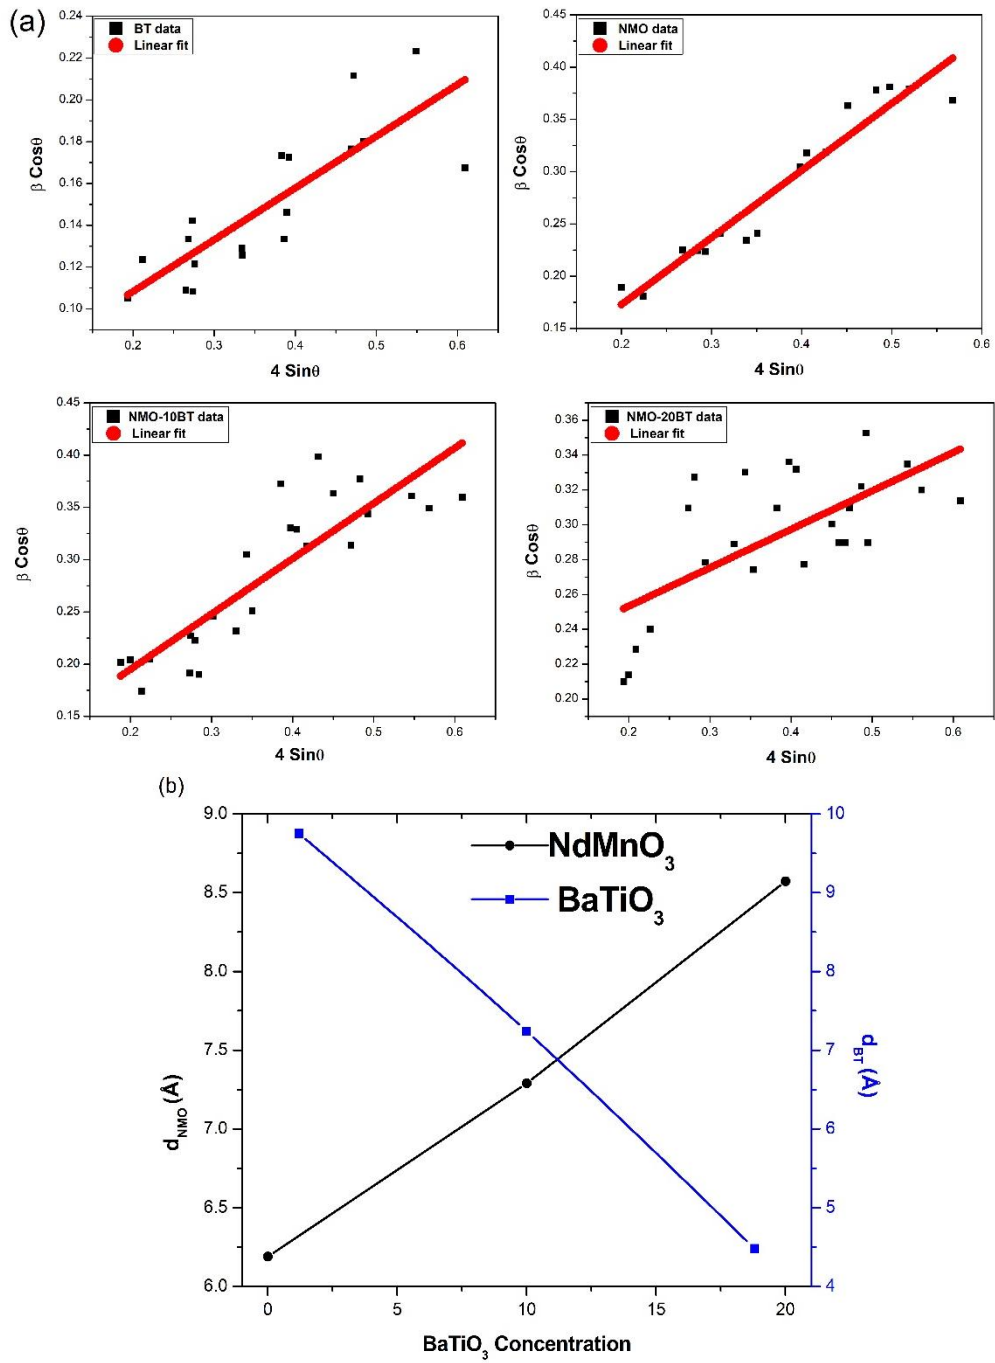 (a)
BT data
Linear fit
0.24
0.22
0.20
0.18
0.16
0.14
0.12
0.10
β Cosθ
0.2 0.3 0.4 0.5 0.6
4 Sinθ
NMO data
Linear fit
0.45
0.40
0.35
0.30
0.25
0.20
0.15
β Cosθ
0.2 0.3 0.4 0.5 0.6
4 Sinθ
NMO-10BT data
Linear fit
0.45
0.40
0.35
0.30
0.25
0.20
0.15
β Cosθ
0.2 0.3 0.4 0.5 0.6
4 Sinθ
NMO-20BT data
Linear fit
0.36
0.34
0.32
0.30
0.28
0.26
0.24
0.22
0.20
β Cosθ
0.2 0.3 0.4 0.5 0.6
4 Sinθ
(b)
NdMnO₃
BaTiO₃
9.0
8.5
8.0
7.5
7.0
6.5
6.0
d_NMO (Å)
10
9
8
7
6
5
4
d_BT (Å)
0 5 10 15 20
BaTiO₃ Concentration